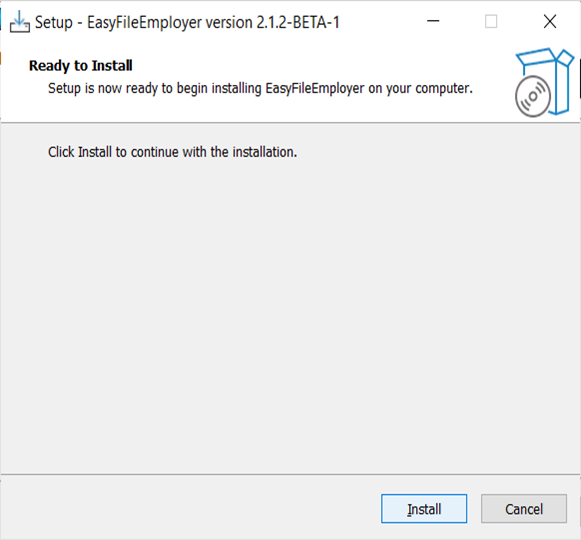 Setup - EasyFileEmployer version 2.1.2-BETA-1
Ready to Install
Setup is now ready to begin installing EasyFileEmployer on your computer.
Click Install to continue with the installation.
Install
Cancel